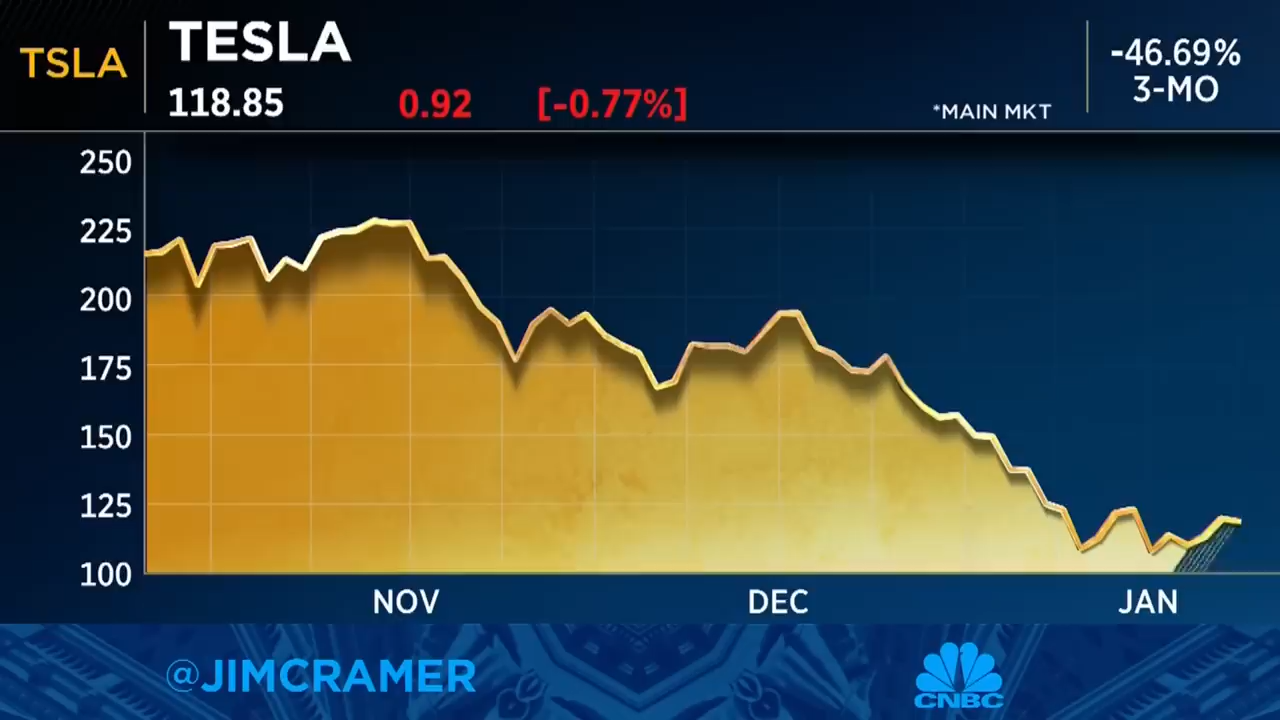 TSLA
TESLA
118.85 0.92 [-0.77%]
*MAIN MKT
-46.69%
3-MO
250
225
200
175
150
125
100
NOV DEC JAN
@JIMCRAMER
CNBC